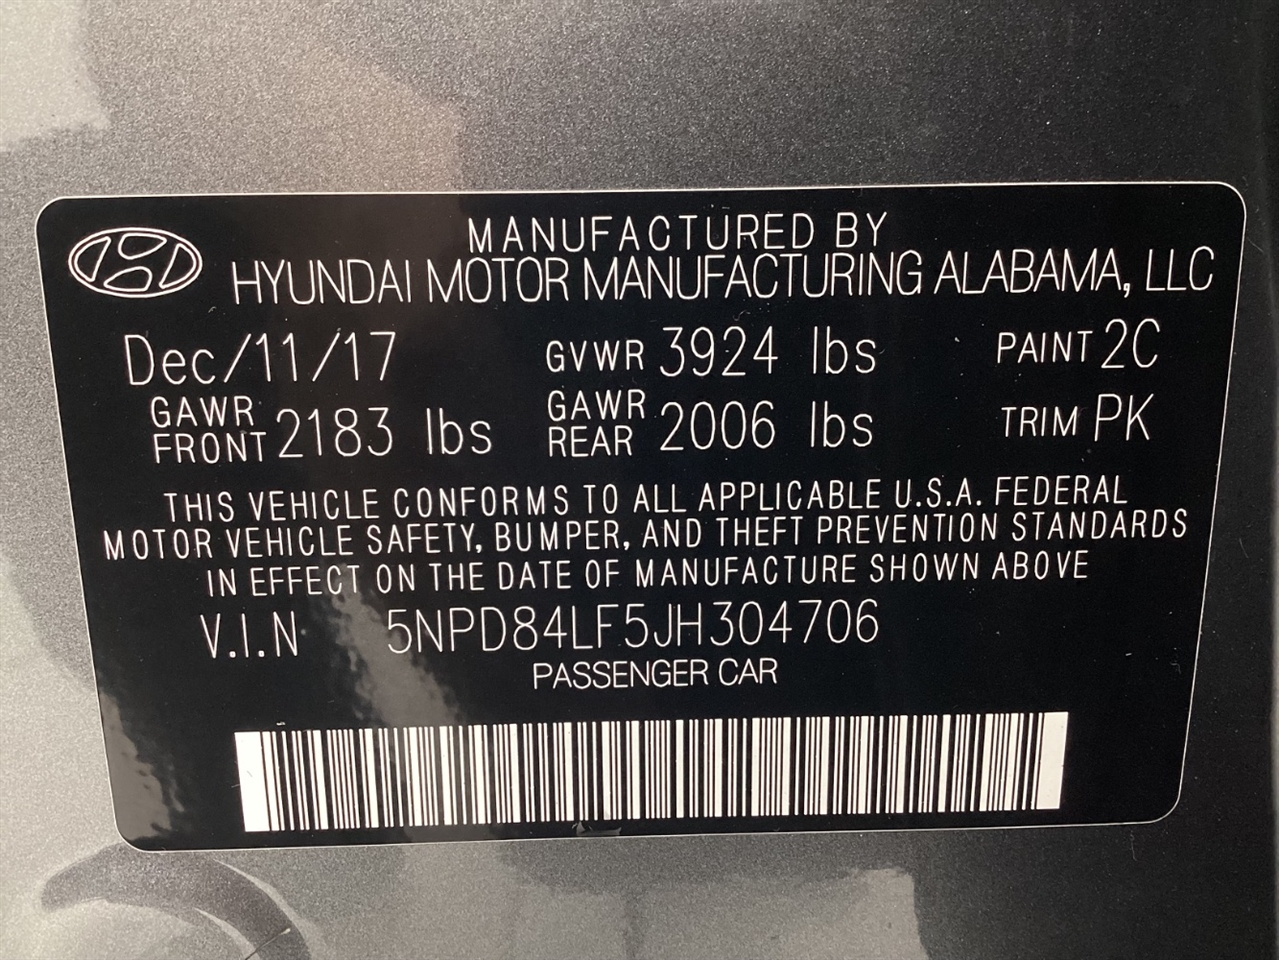 MANUFACTURED BY
HYUNDAI MOTOR MANUFACTURING ALABAMA, LLC
Dec/11/17 GVWR 3924 lbs PAINT 2C
GAWR FRONT 2183 lbs GAWR REAR 2006 lbs TRIM PK
THIS VEHICLE CONFORMS TO ALL APPLICABLE U.S.A. FEDERAL
MOTOR VEHICLE SAFETY, BUMPER, AND THEFT PREVENTION STANDARDS
IN EFFECT ON THE DATE OF MANUFACTURE SHOWN ABOVE
V.I.N 5NPD84LF5JH304706
PASSENGER CAR